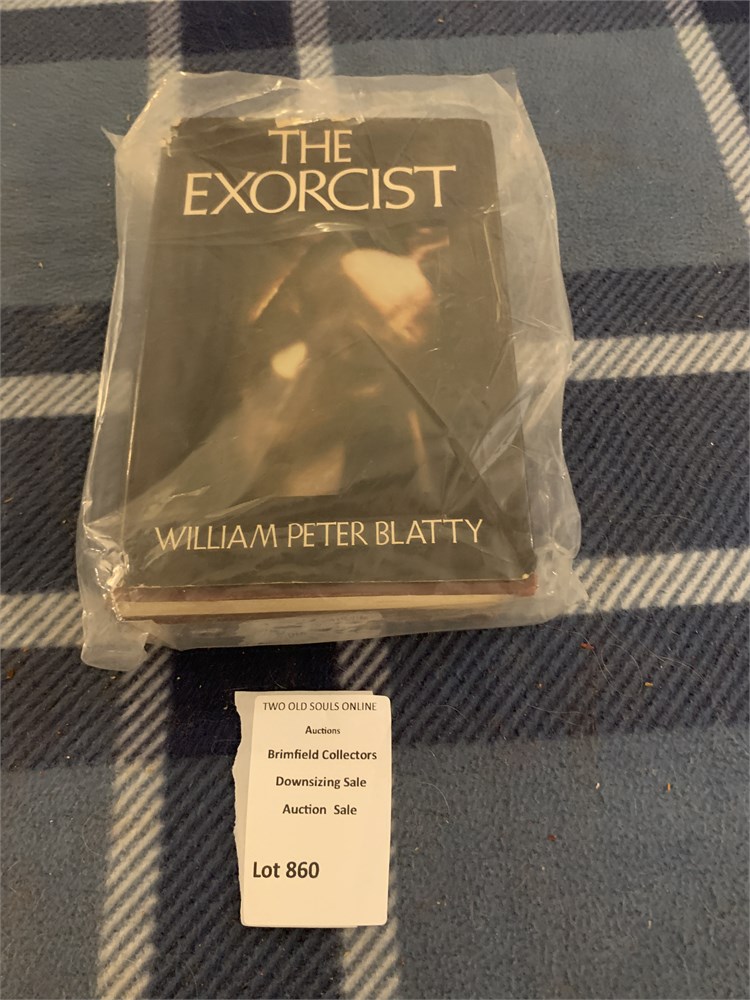 THE
EXORCIST
WILLIAM PETER BLATTY
TWO OLD SOULS ONLINE
Auctions
Brimfield Collectors
Downsizing Sale
Auction Sale
Lot 860